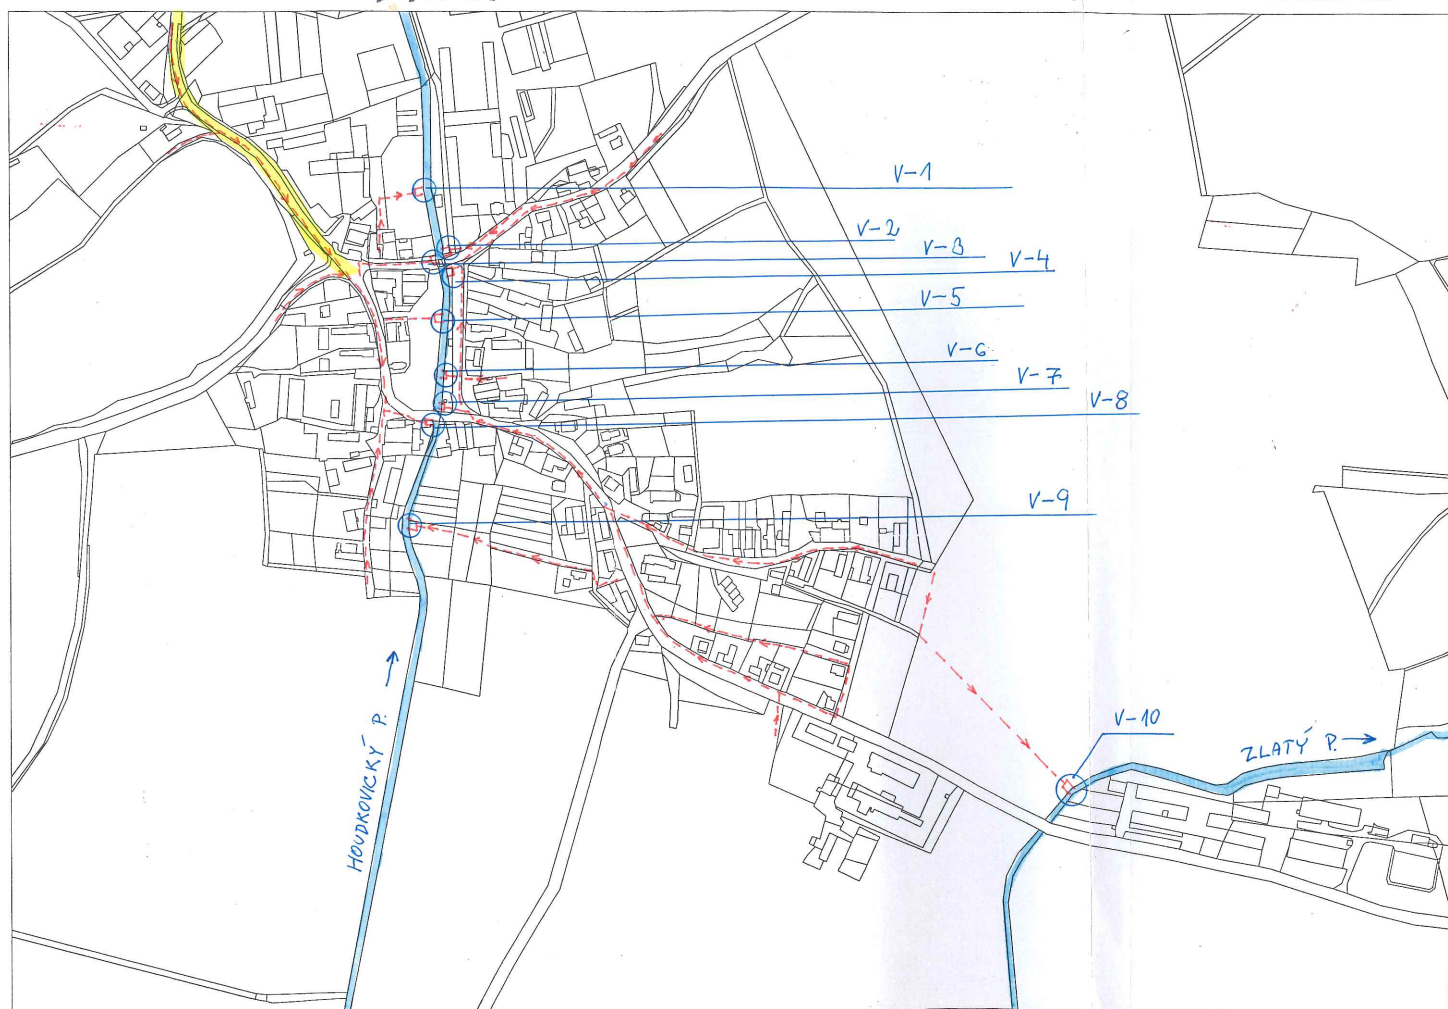 V-1
V-2
V-3
V-4
V-5
V-6
V-7
V-8
V-9
V-10
ZLATÝ P. →
HOUDKOVICKÝ P. →